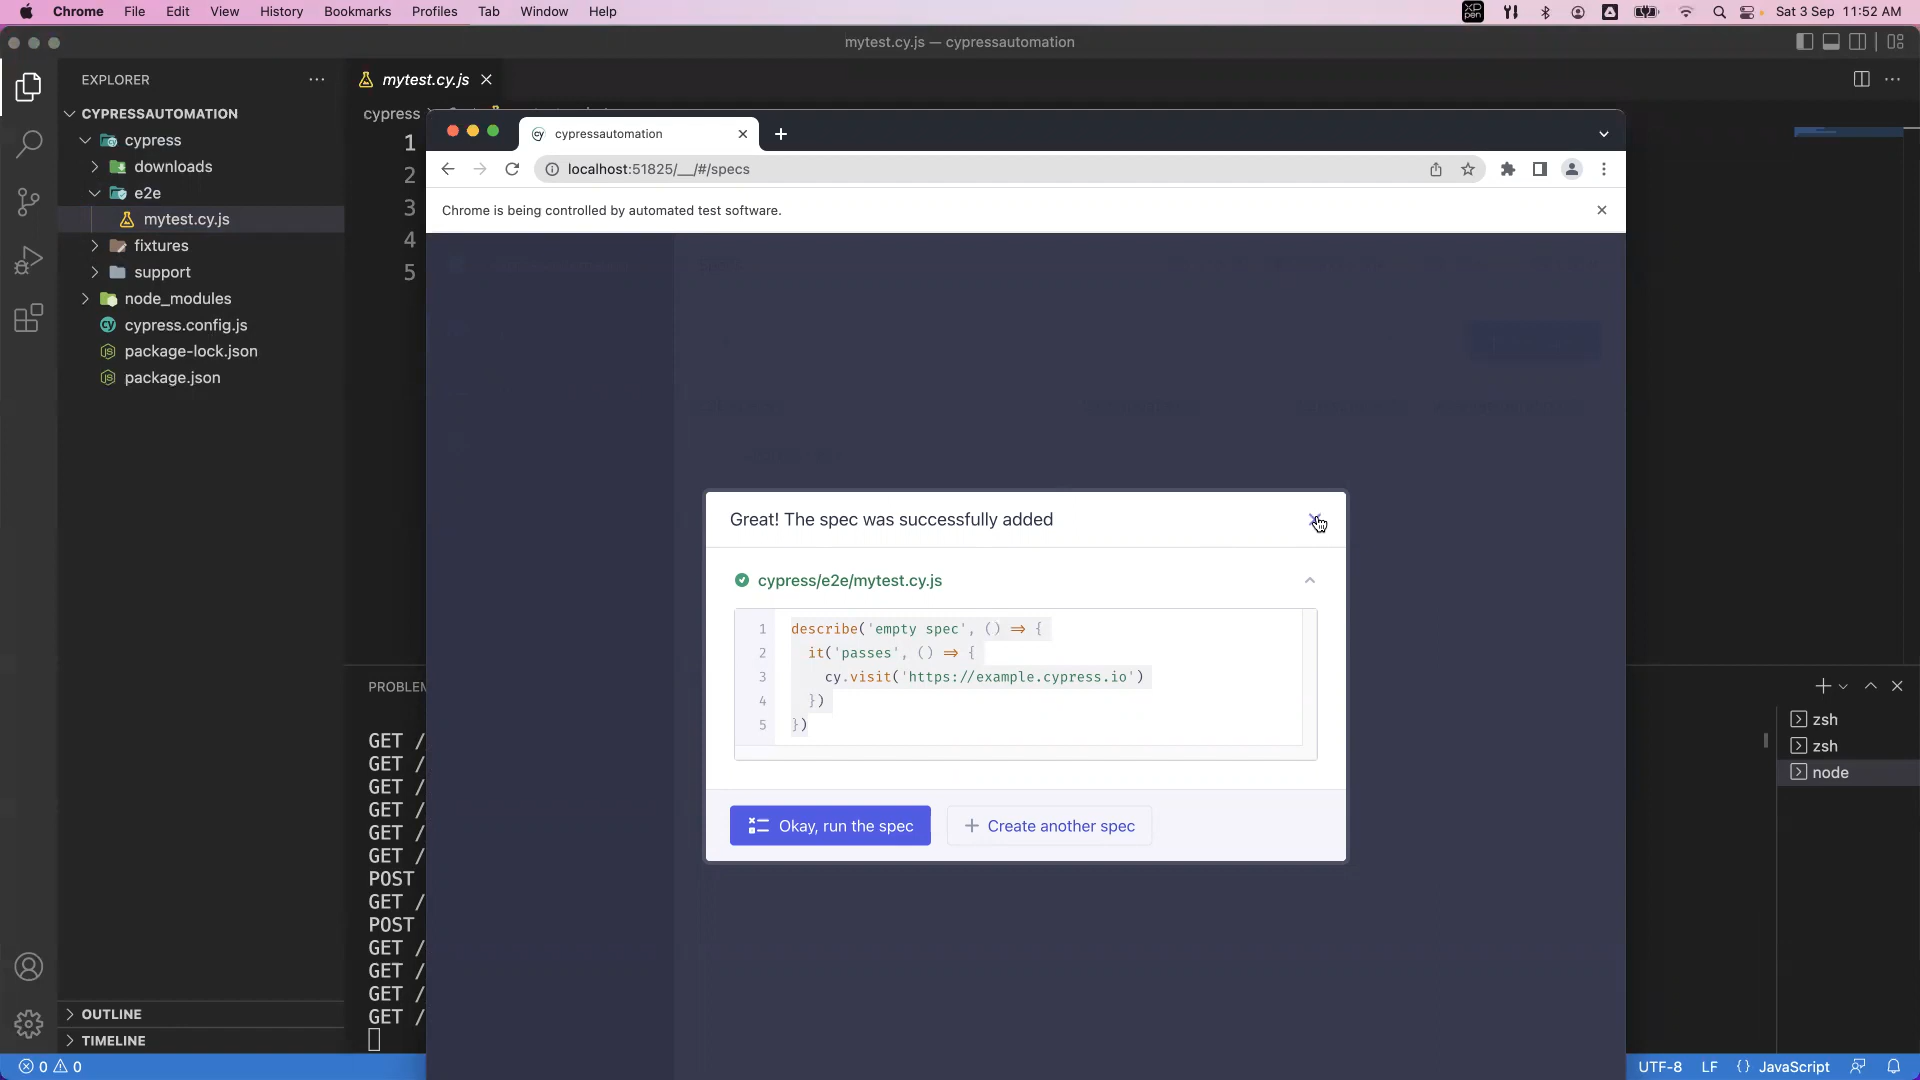 Chrome File Edit View History Bookmarks Profiles Tab Window Help
XP PEN
Sat 3 Sep 11:52 AM
mytest.cy.js — cypressautomation
EXPLORER
mytest.cy.js
CYPRESSAUTOMATION
cypress
cypress
downloads
e2e
mytest.cy.js
fixtures
support
node_modules
cypress.config.js
package-lock.json
package.json
1
2
3
4
5
cypressautomation
localhost:51825/__/#/specs
Chrome is being controlled by automated test software.
Great! The spec was successfully added
cypress/e2e/mytest.cy.js
1 describe('empty spec', () => {
2 it('passes', () => {
3 cy.visit('https://example.cypress.io')
4 })
5 })
Okay, run the spec
Create another spec
PROBLEM
GET /
GET /
GET /
GET /
GET /
GET /
POST
GET /
POST
GET /
GET /
GET /
GET /
zsh
zsh
node
OUTLINE
TIMELINE
0 0
UTF-8 LF {} JavaScript